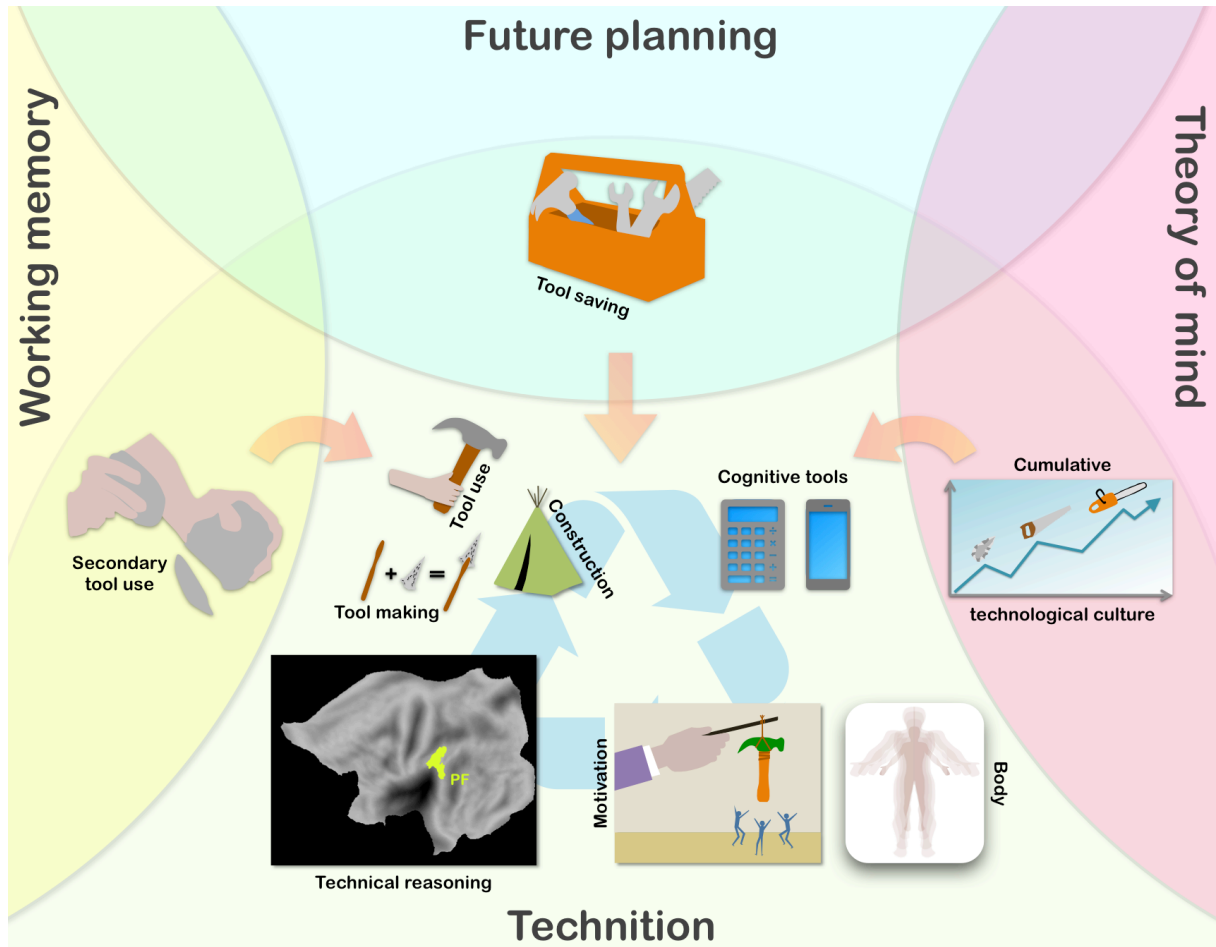 Future planning
Working memory
Theory of mind
Tool saving
Tool use
Construction
Cognitive tools
Cumulative
Secondary
tool use
+
=
Tool making
technological culture
PF
Motivation
Body
Technical reasoning
Technition